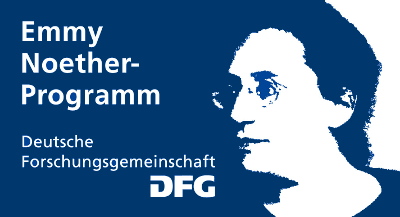 Emmy
Noether-
Programm
Deutsche
Forschungsgemeinschaft
DFG